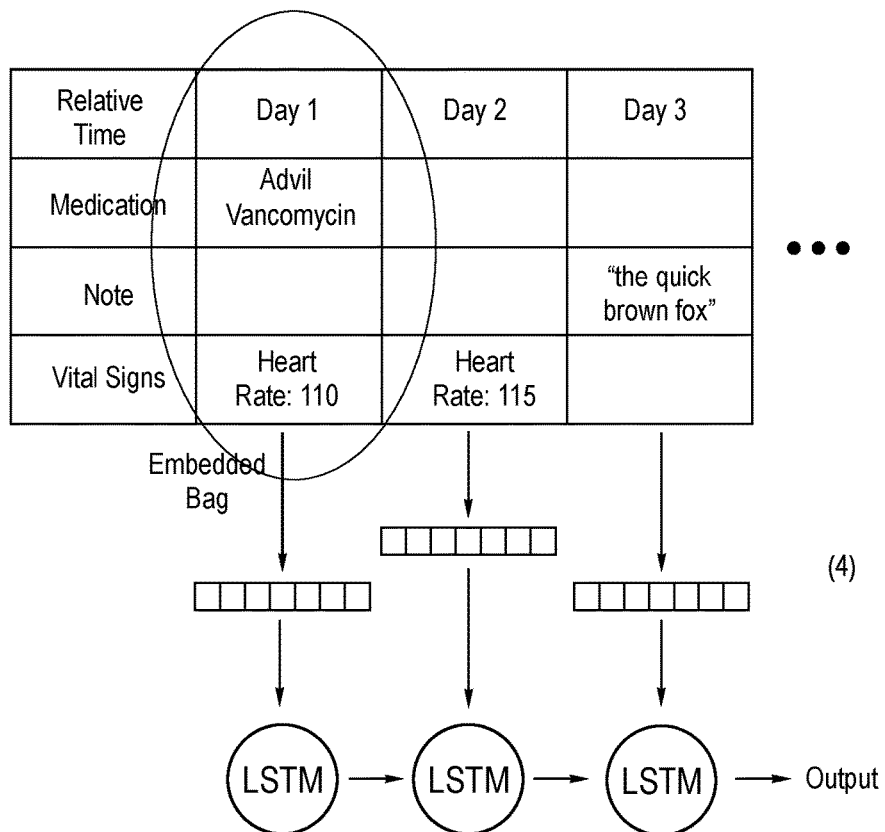 Relative
Time
Day 1
Day 2
Day 3
Medication
Advil
Vancomycin
Note
“the quick
brown fox”
Vital Signs
Heart
Rate: 110
Heart
Rate: 115
Embedded
Bag
(4)
LSTM
LSTM
LSTM
Output